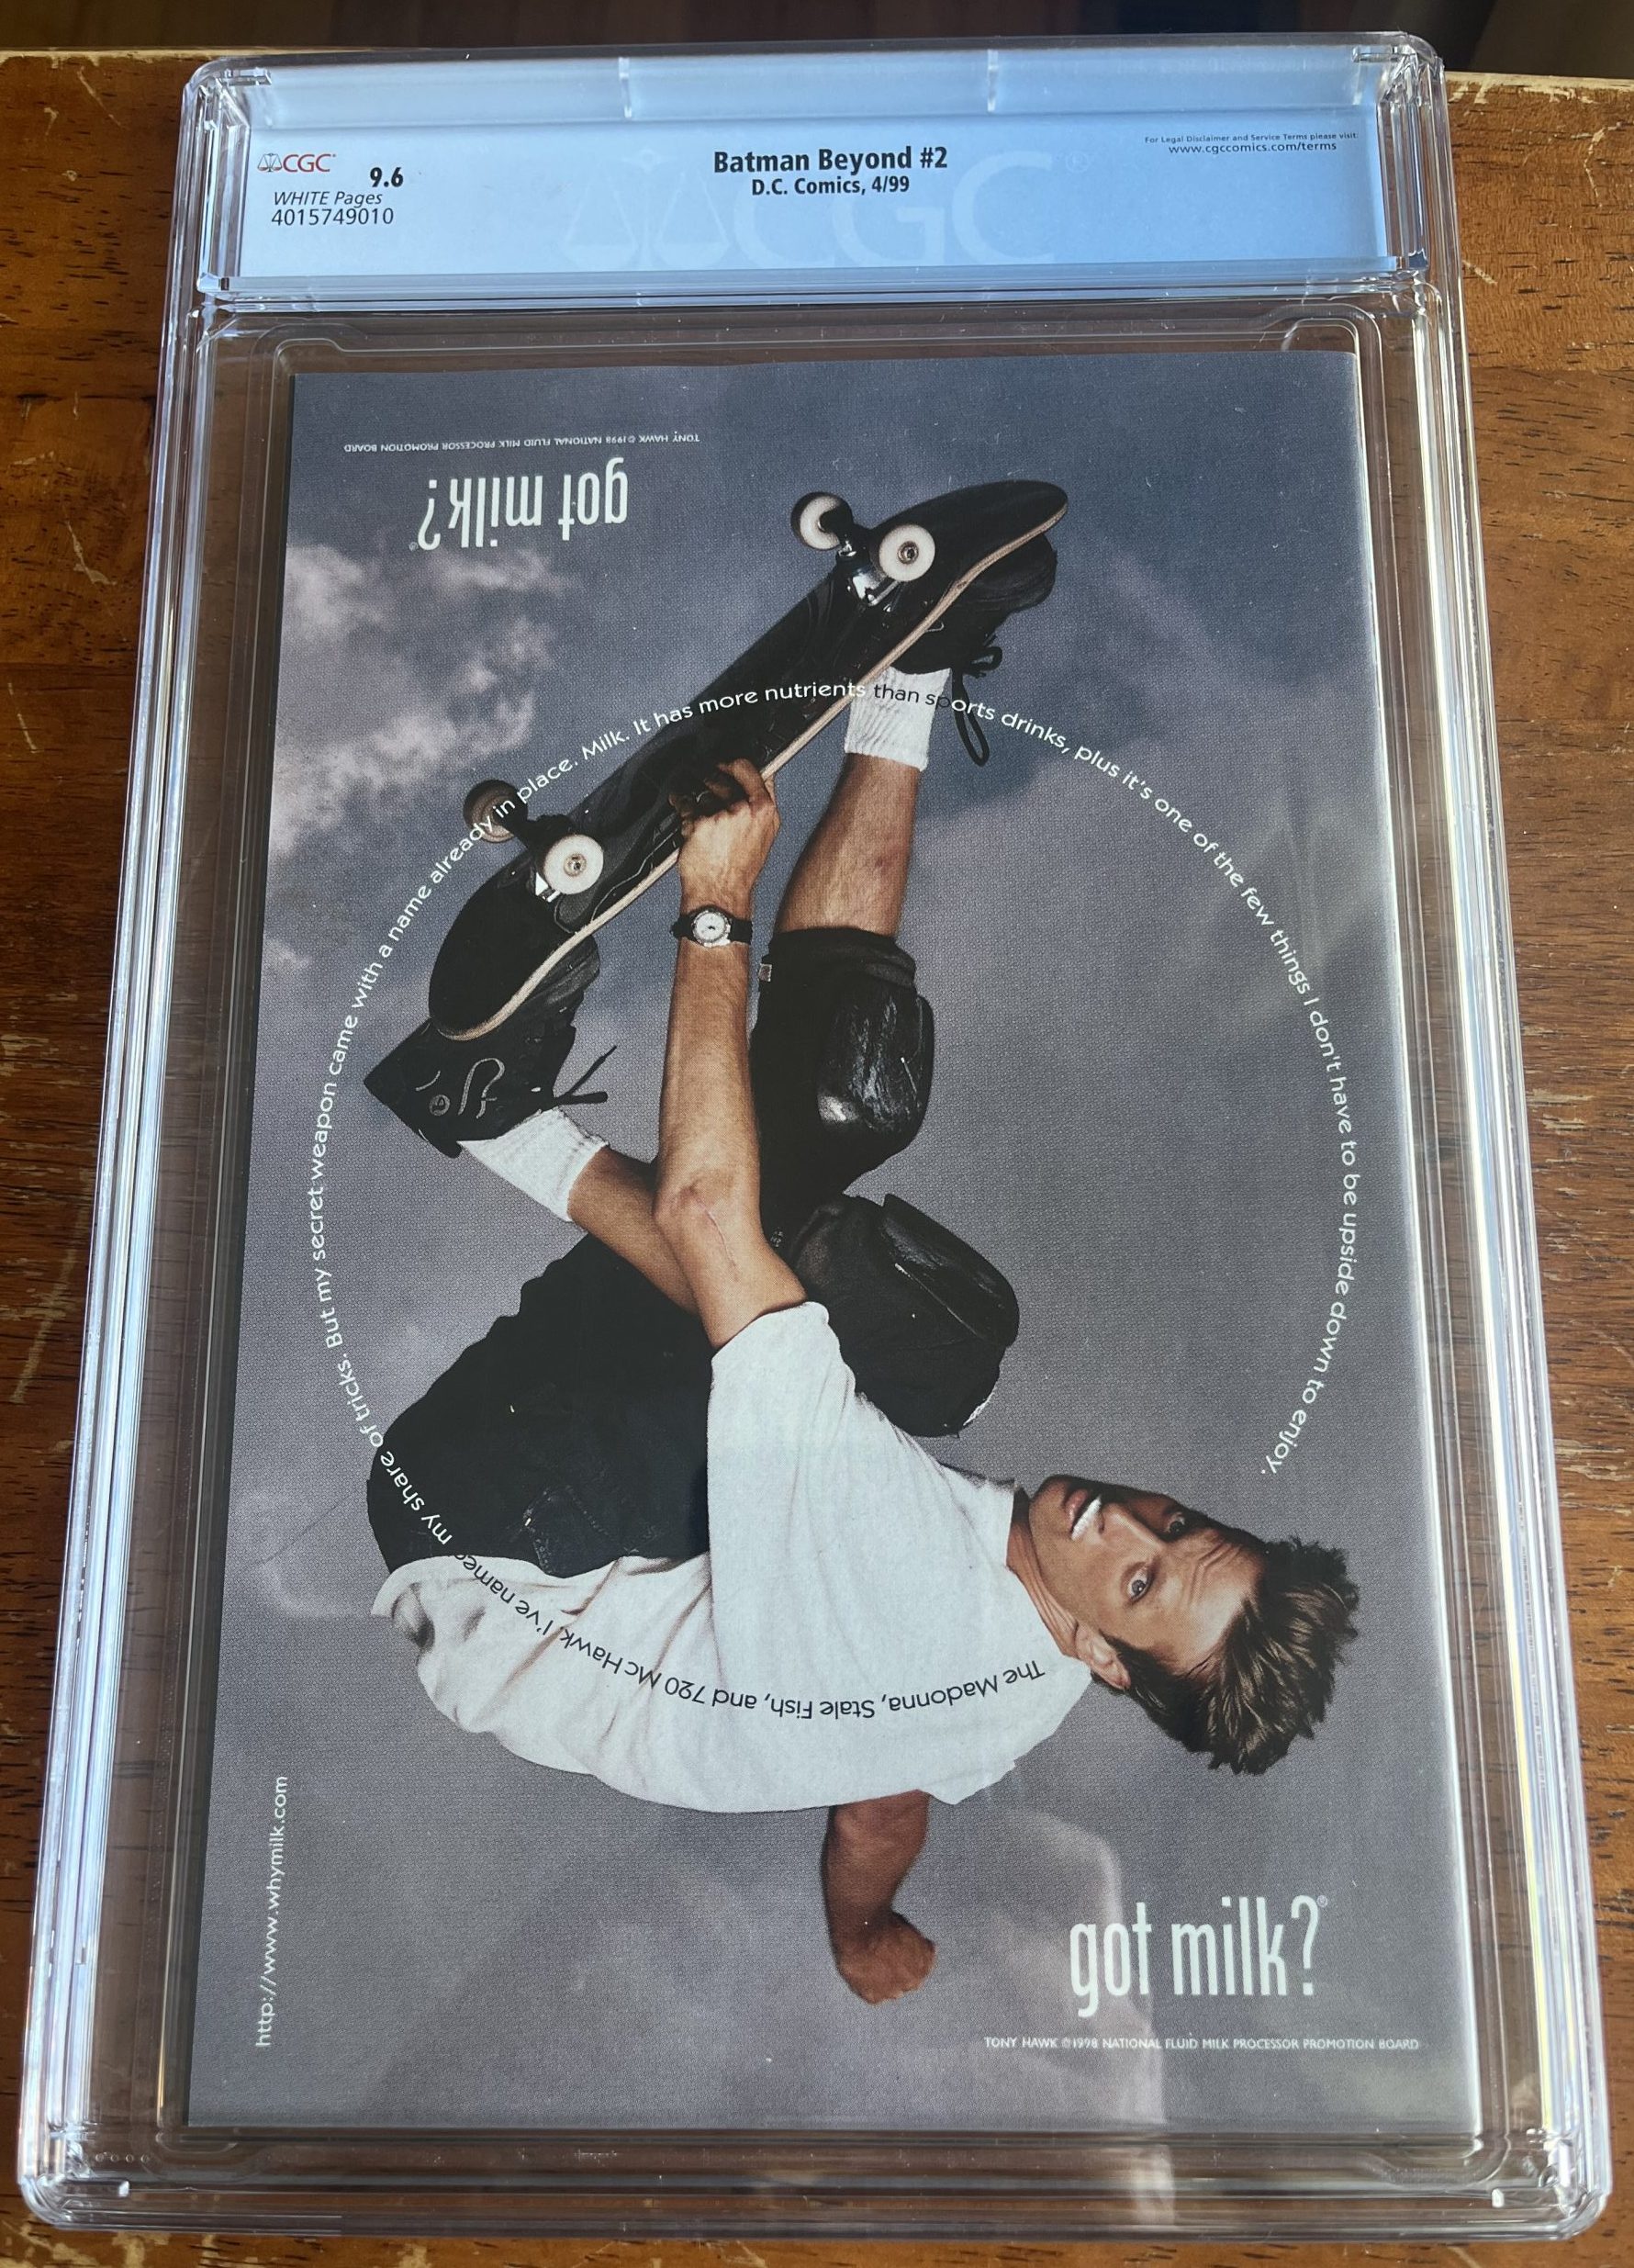 CGC
9.6
WHITE Pages
4015749010
Batman Beyond #2
D.C. Comics, 4/99
For Legal Disclaimer and Service Terms please visit:
www.cgccomics.com/terms
CGC
TONY HAWK ©1998 NATIONAL FLUID MILK PROCESSOR PROMOTION BOARD
got milk?®
The Madonna, Stale Fish, and 720 Mc Hawk. I've named my share of tricks. But my secret weapon came with a name already in place. Milk. It has more nutrients than sports drinks, plus it's one of the few things I don't have to be upside down to enjoy.
http://www.whymilk.com
got milk?®
TONY HAWK ©1998 NATIONAL FLUID MILK PROCESSOR PROMOTION BOARD